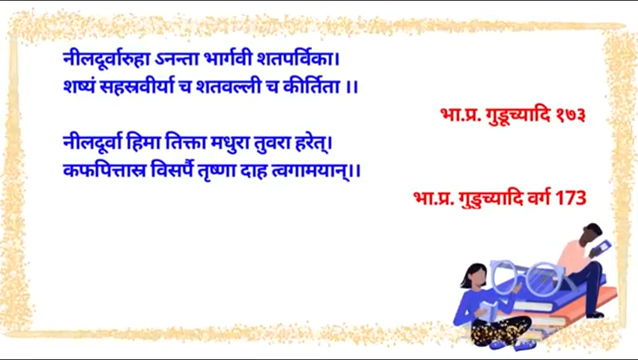 नीलदूर्वारुहा ऽनन्ता भार्गवी शतपर्विका।
शष्यं सहस्रवीर्या च शतवल्ली च कीर्तिता ।।
भा.प्र. गुडूच्यादि १७३
नीलदूर्वा हिमा तिक्ता मधुरा तुवरा हरेत्।
कफपित्तास्र विसर्पै तृष्णा दाह त्वगामयान्।।
भा.प्र. गुडुच्यादि वर्ग 173